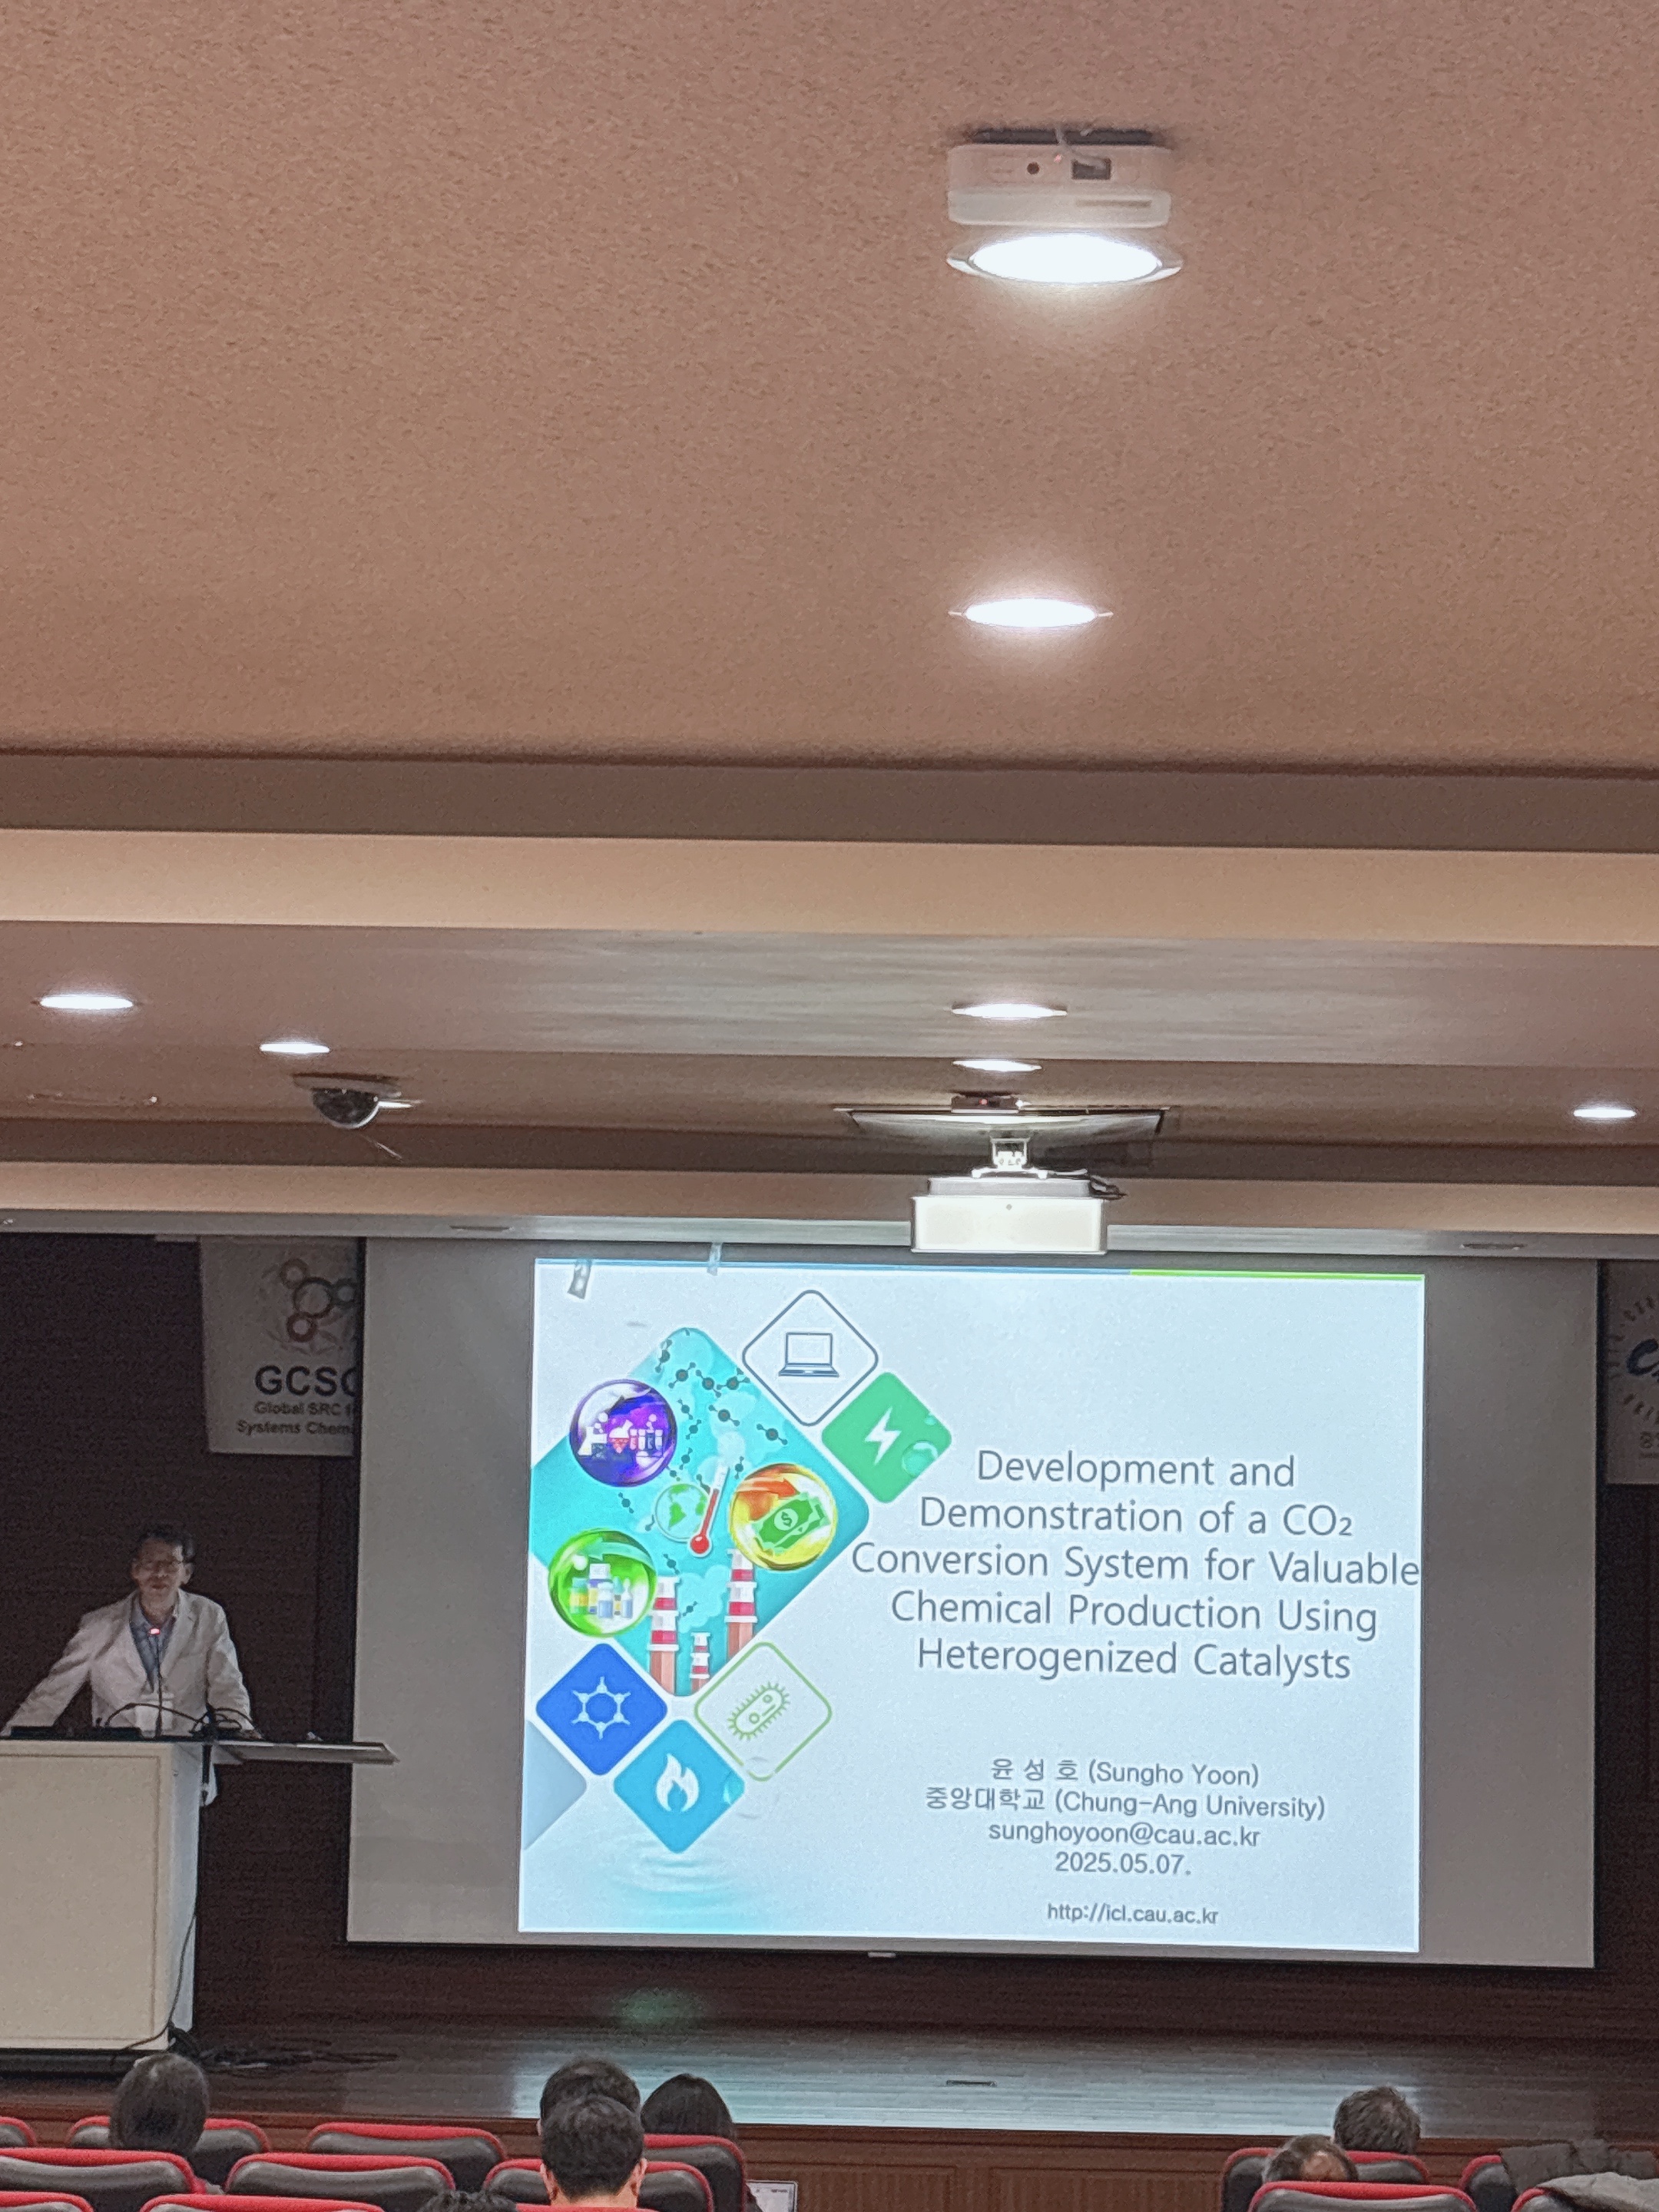 GCSC
Global SRC f
Systems Chem
Development and
Demonstration of a CO₂
Conversion System for Valuable
Chemical Production Using
Heterogenized Catalysts
윤 성 호 (Sungho Yoon)
중앙대학교 (Chung-Ang University)
sunghoyoon@cau.ac.kr
2025.05.07.
http://icl.cau.ac.kr